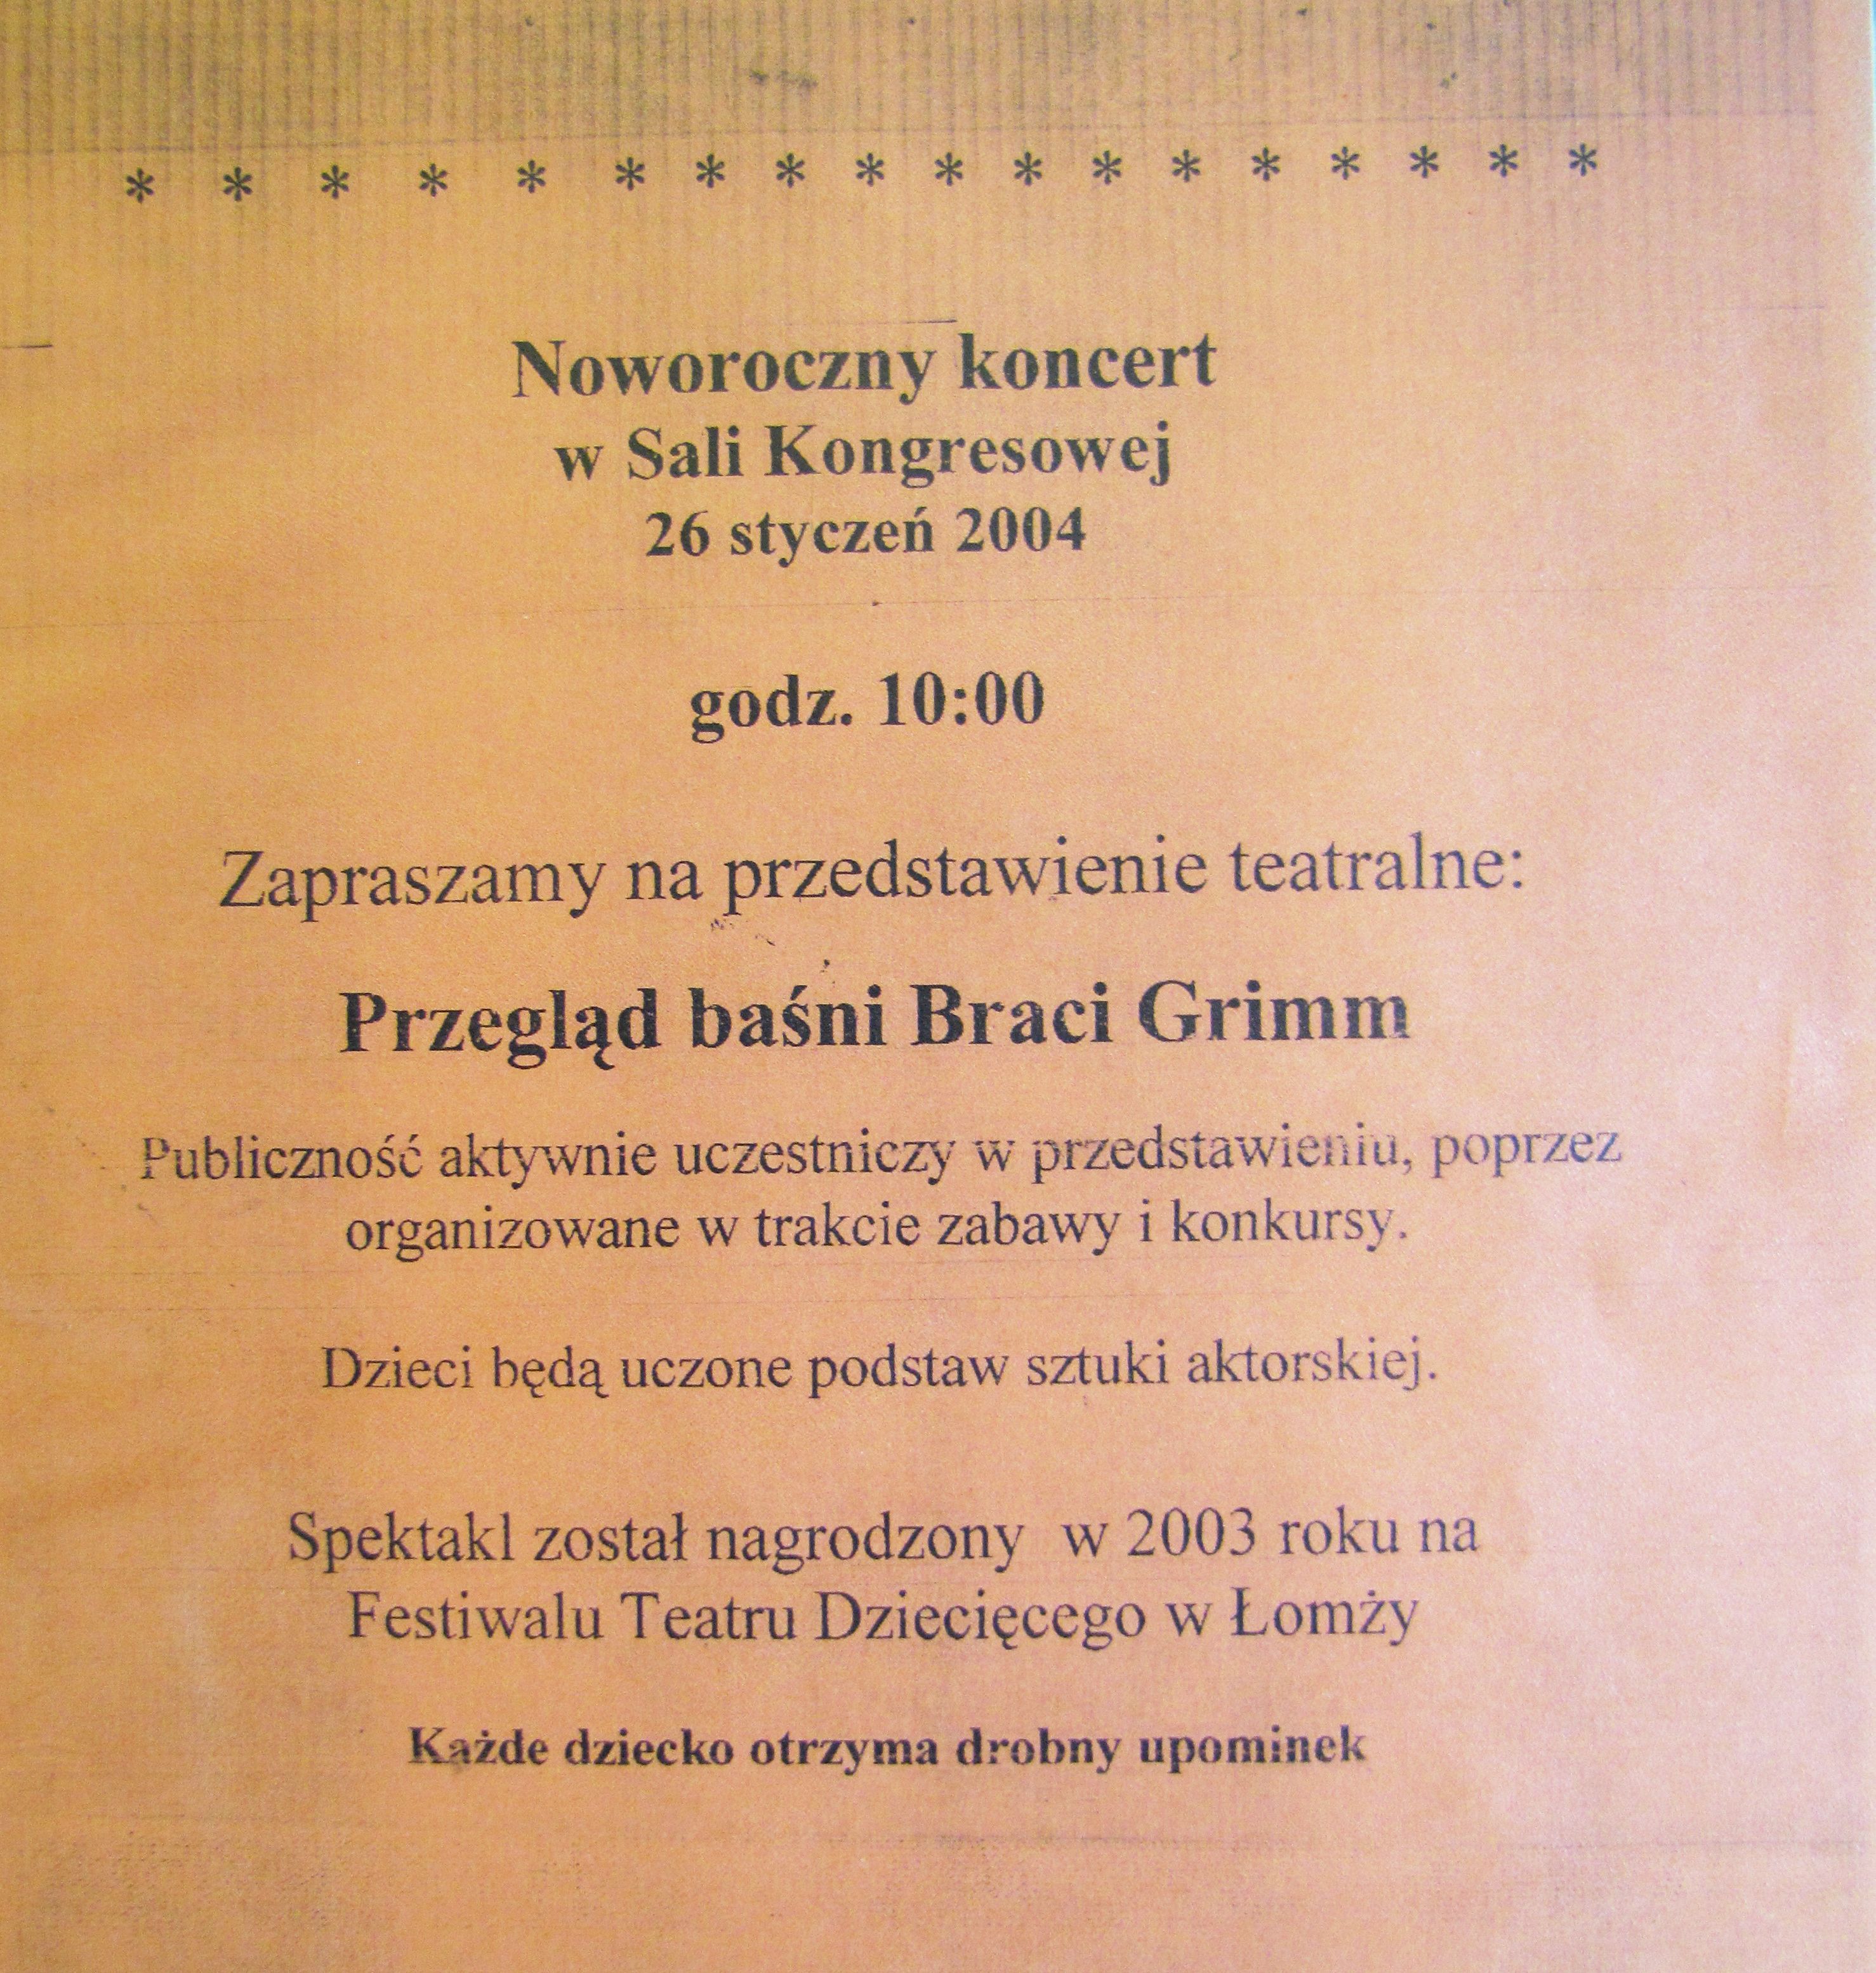 * * * * * * * * * * * * * * * * * *
Noworoczny koncert
w Sali Kongresowej
26 styczeń 2004
godz. 10:00
Zapraszamy na przedstawienie teatralne:
Przegląd baśni Braci Grimm
Publiczność aktywnie uczestniczy w przedstawieniu, poprzez
organizowane w trakcie zabawy i konkursy.
Dzieci będą uczone podstaw sztuki aktorskiej.
Spektakl został nagrodzony  w 2003 roku na
Festiwalu Teatru Dziecięcego w Łomży
Każde dziecko otrzyma drobny upominek